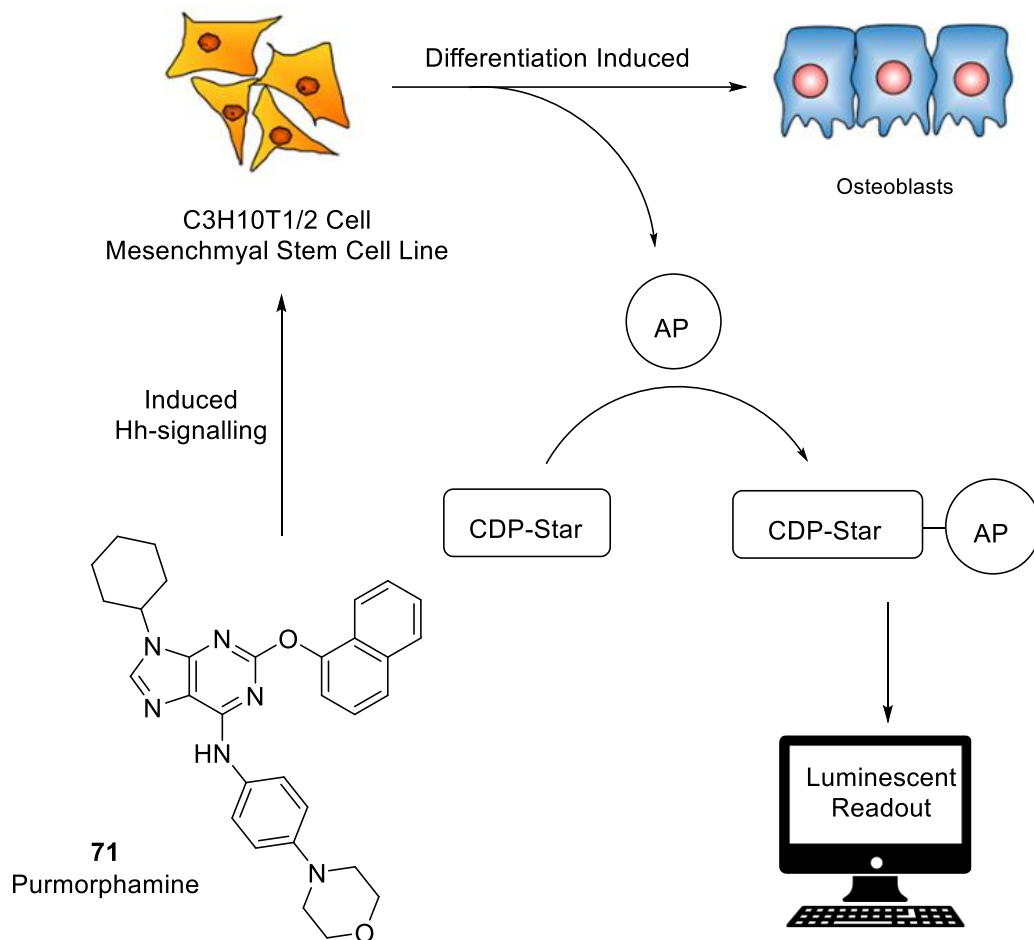 Differentiation Induced
Osteoblasts
C3H10T1/2 Cell
Mesenchmyal Stem Cell Line
AP
Induced
Hh-signalling
CDP-Star
CDP-Star
AP
N
N
O
N
N
HN
N
O
Luminescent
Readout
71
Purmorphamine